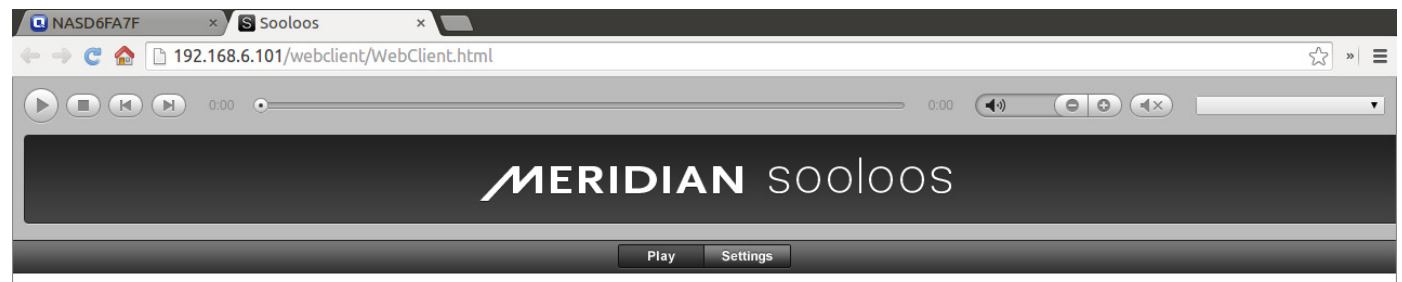 NASD6FA7F Sooloos
192.168.6.101/webclient/WebClient.html
0:00 0:00
MERIDIAN sooloos
Play Settings